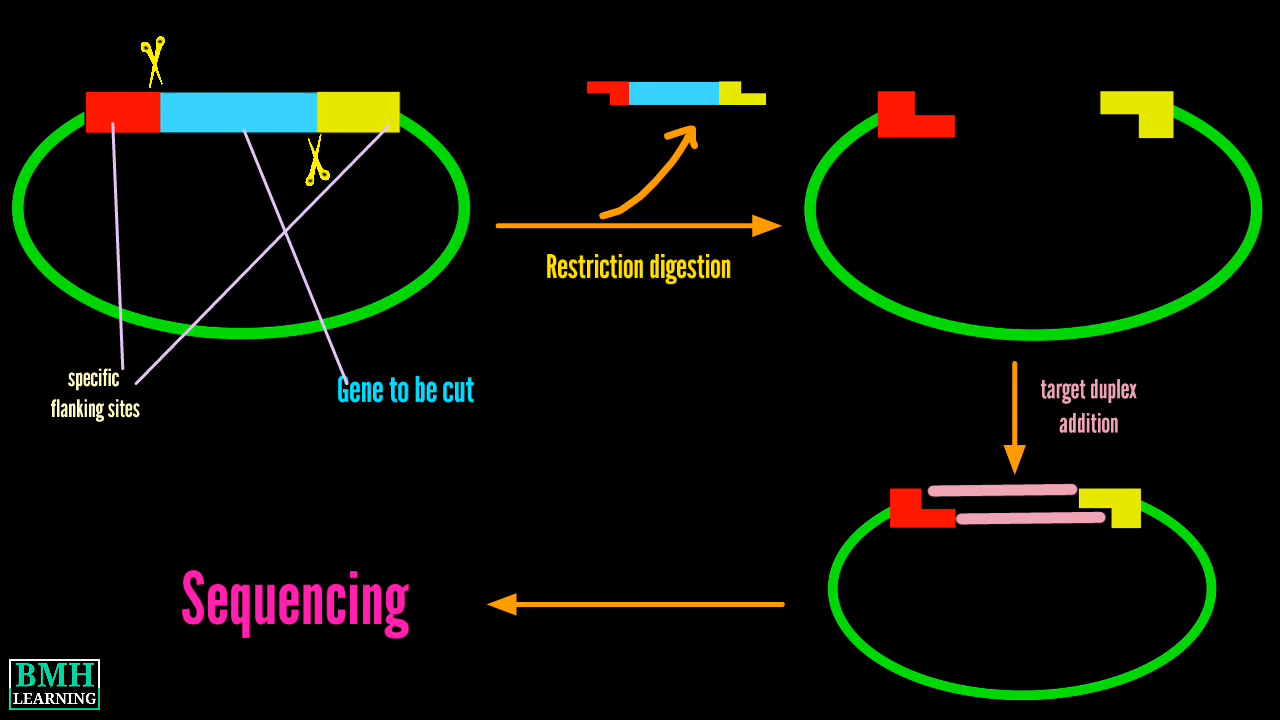 Restriction digestion
specific
flanking sites
Gene to be cut
target duplex
addition
Sequencing
BMH
LEARNING